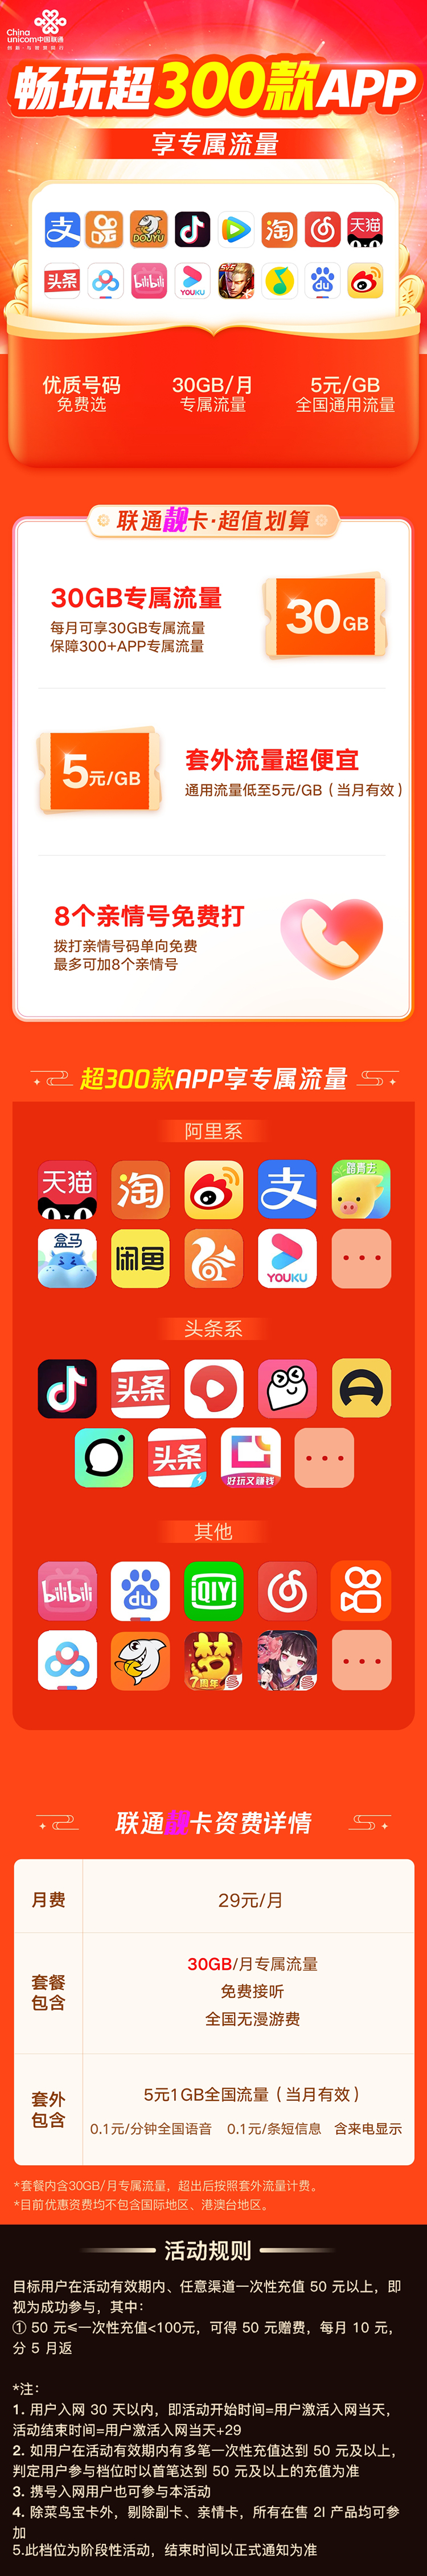 China
unicom中国联通
创新·与智慧同行
畅玩超300款APP
享专属流量
支
DOUYU
淘
天猫
头条
bilibili
YOUKU
5v5
du
优质号码
免费选
30GB/月
专属流量
5元/GB
全国通用流量
联通靓卡·超值划算
30GB专属流量
每月可享30GB专属流量
保障300+APP专属流量
30GB
5元/GB
套外流量超便宜
通用流量低至5元/GB（当月有效）
8个亲情号免费打
拨打亲情号码单向免费
最多可加8个亲情号
超300款APP享专属流量
阿里系
天猫
淘
支
踏青去
盒马
闲鱼
YOUKU
头条系
头条
头条
好玩又赚钱
其他
bilibili
du
iQIYI
7周年
联通靓卡资费详情
月费
29元/月
套餐
包含
30GB/月专属流量
免费接听
全国无漫游费
套外
包含
5元1GB全国流量（当月有效）
0.1元/分钟全国语音 0.1元/条短信息 含来电显示
*套餐内含30GB/月专属流量，超出后按照套外流量计费。
*目前优惠资费均不包含国际地区、港澳台地区。
活动规则
目标用户在活动有效期内、任意渠道一次性充值 50 元以上，即
视为成功参与，其中：
① 50 元≤一次性充值<100元，可得 50 元赠费，每月 10 元，
分 5 月返
*注：
1. 用户入网 30 天以内，即活动开始时间=用户激活入网当天，
活动结束时间=用户激活入网当天+29
2. 如用户在活动有效期内有多笔一次性充值达到 50 元及以上，
判定用户参与档位时以首笔达到 50 元及以上的充值为准
3. 携号入网用户也可参与本活动
4. 除菜鸟宝卡外，剔除副卡、亲情卡，所有在售 2I 产品均可参
加
5.此档位为阶段性活动，结束时间以正式通知为准